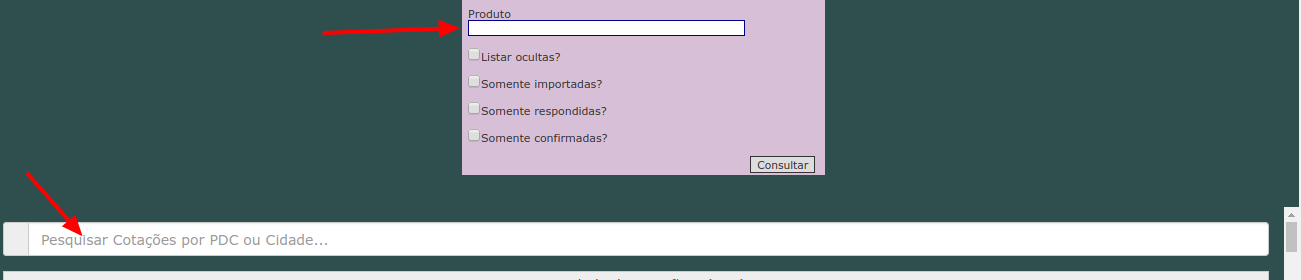 Produto
Listar ocultas?
Somente importadas?
Somente respondidas?
Somente confirmadas?
Consultar
Pesquisar Cotações por PDC ou Cidade...